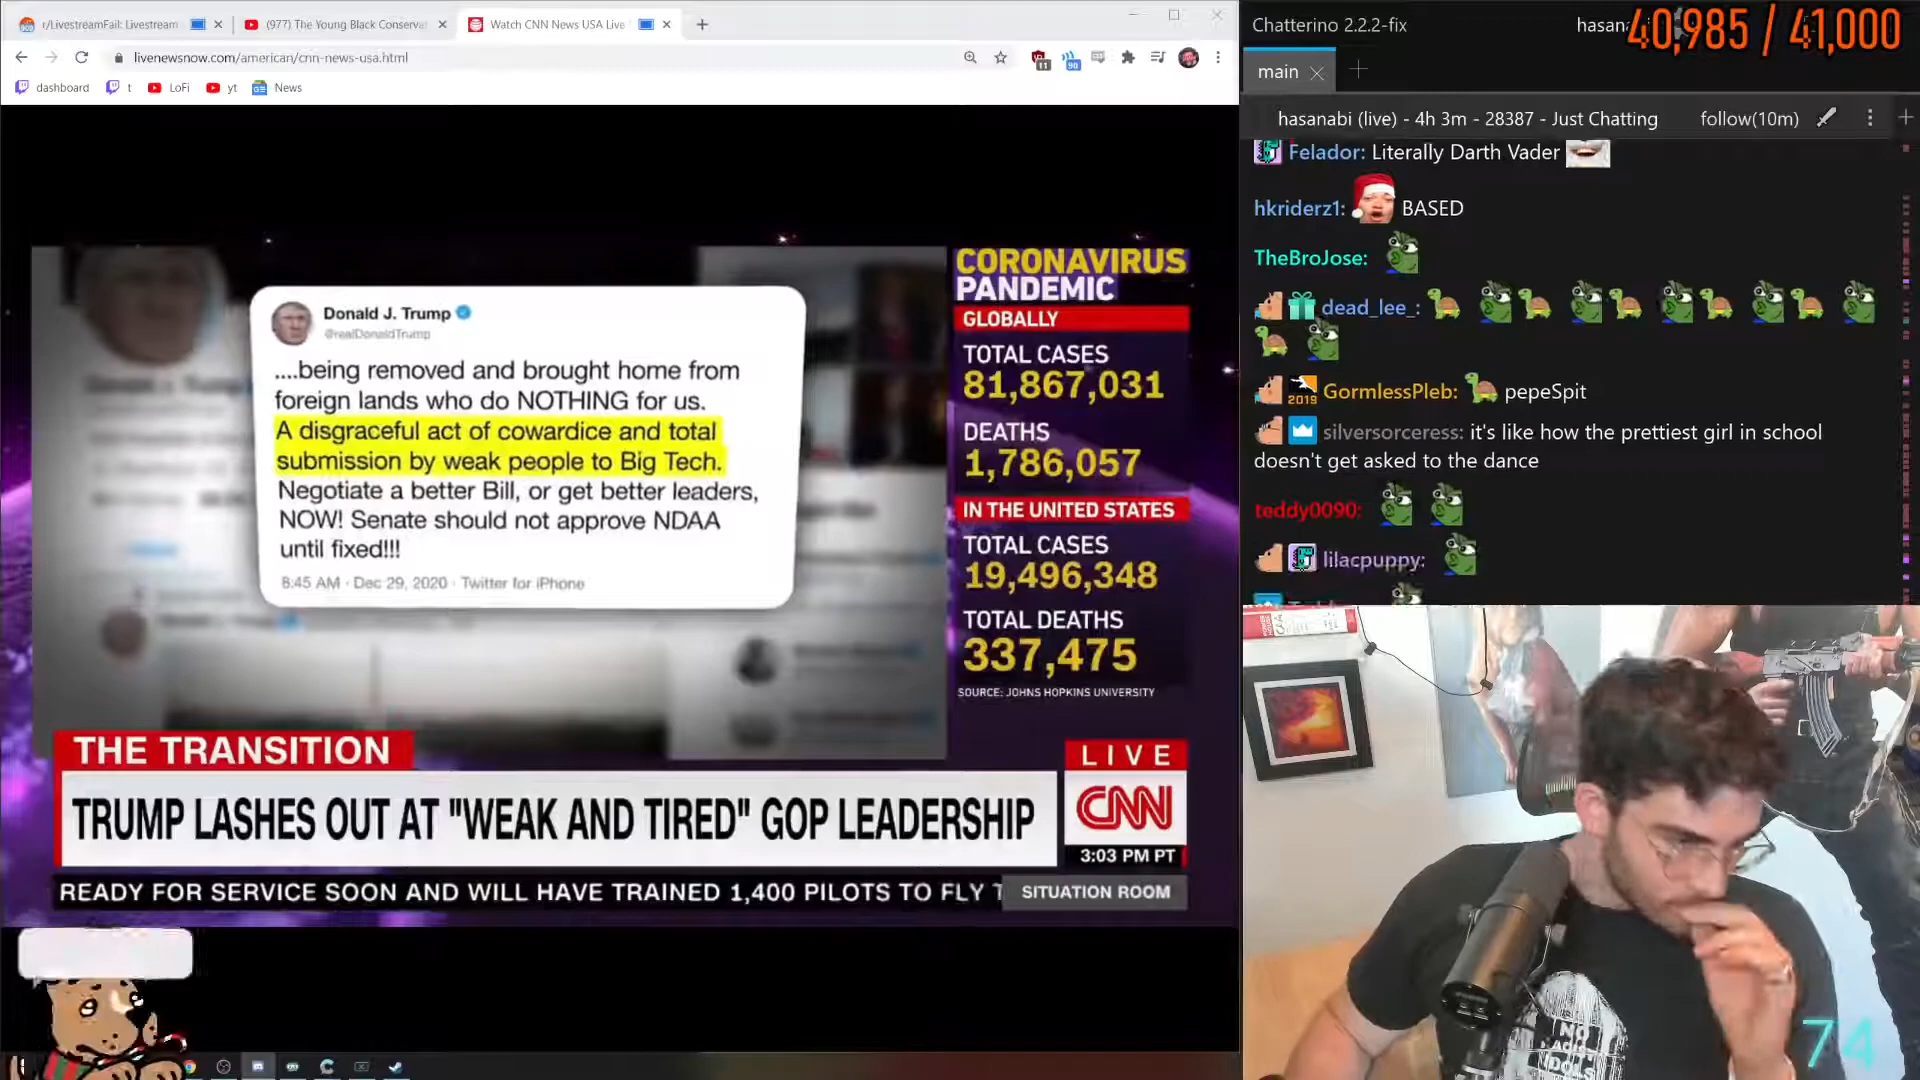 r/LivestreamFail: Livestream
(977) The Young Black Conserva
Watch CNN News USA Live
livenewsnow.com/american/cnn-news-usa.html
11
90
dashboard
t
LoFi
yt
News
Donald J. Trump
@realDonaldTrump
....being removed and brought home from
foreign lands who do NOTHING for us.
A disgraceful act of cowardice and total
submission by weak people to Big Tech.
Negotiate a better Bill, or get better leaders,
NOW! Senate should not approve NDAA
until fixed!!!
8:45 AM · Dec 29, 2020 · Twitter for iPhone
CORONAVIRUS
PANDEMIC
GLOBALLY
TOTAL CASES
81,867,031
DEATHS
1,786,057
IN THE UNITED STATES
TOTAL CASES
19,496,348
TOTAL DEATHS
337,475
SOURCE: JOHNS HOPKINS UNIVERSITY
THE TRANSITION
TRUMP LASHES OUT AT "WEAK AND TIRED" GOP LEADERSHIP
LIVE
CNN
3:03 PM PT
READY FOR SERVICE SOON AND WILL HAVE TRAINED 1,400 PILOTS TO FLY T
SITUATION ROOM
Chatterino 2.2.2-fix
hasana
40,985 / 41,000
main
hasanabi (live) - 4h 3m - 28387 - Just Chatting
follow(10m)
Felador: Literally Darth Vader
hkriderz1: BASED
TheBroJose:
dead_lee_:
2019
GormlessPleb: pepeSpit
silversorceress: it's like how the prettiest girl in school
doesn't get asked to the dance
teddy0090:
lilacpuppy:
NO
74